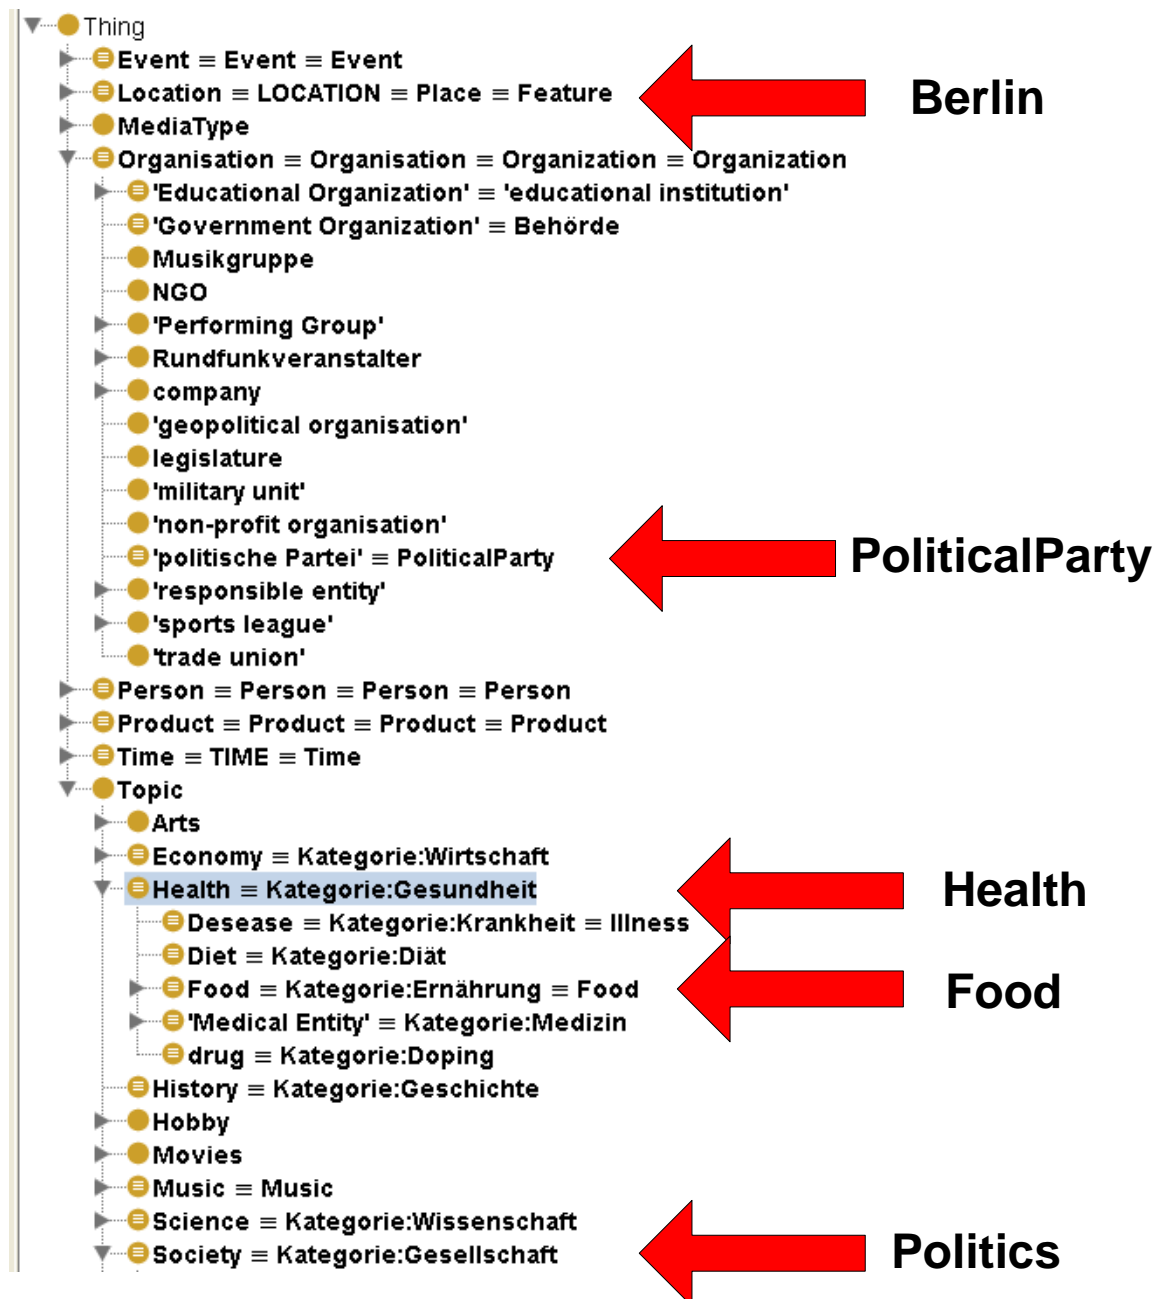 Thing
Event ≡ Event ≡ Event
Location ≡ LOCATION ≡ Place ≡ Feature
Berlin
MediaType
Organisation ≡ Organisation ≡ Organization ≡ Organization
'Educational Organization' ≡ 'educational institution'
'Government Organization' ≡ Behörde
Musikgruppe
NGO
'Performing Group'
Rundfunkveranstalter
company
'geopolitical organisation'
legislature
'military unit'
'non-profit organisation'
'politische Partei' ≡ PoliticalParty
PoliticalParty
'responsible entity'
'sports league'
'trade union'
Person ≡ Person ≡ Person ≡ Person
Product ≡ Product ≡ Product ≡ Product
Time ≡ TIME ≡ Time
Topic
Arts
Economy ≡ Kategorie:Wirtschaft
Health ≡ Kategorie:Gesundheit
Health
Desease ≡ Kategorie:Krankheit ≡ Illness
Diet ≡ Kategorie:Diät
Food ≡ Kategorie:Ernährung ≡ Food
Food
'Medical Entity' ≡ Kategorie:Medizin
drug ≡ Kategorie:Doping
History ≡ Kategorie:Geschichte
Hobby
Movies
Music ≡ Music
Science ≡ Kategorie:Wissenschaft
Society ≡ Kategorie:Gesellschaft
Politics